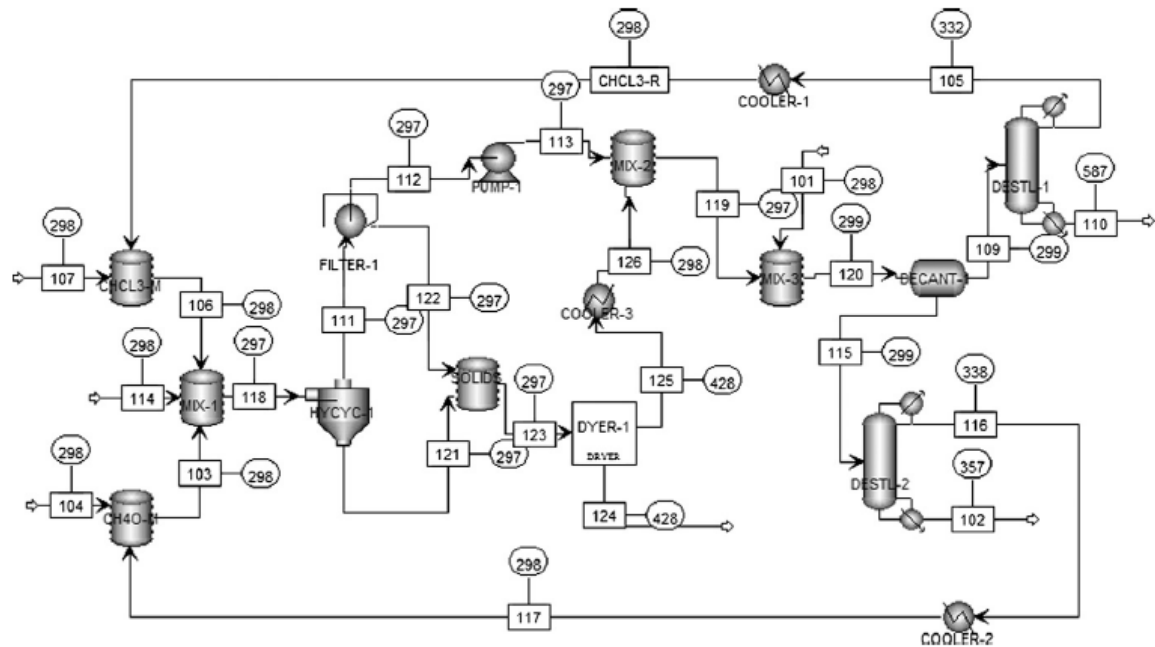 298
332
CHCL3-R
105
COOLER-1
297
297
113
112
PUMP-1
MIX-2
101
298
DESTL-1
587
110
119
297
299
109
299
298
107
CHCL3-M
FILTER-1
126
298
MIX-3
120
DECANT-1
106
298
122
297
COOLER-3
111
297
115
299
298
297
SOLIDS
125
428
338
114
MIX-1
118
HYCYC-1
297
123
DYER-1
DRYER
116
298
103
298
121
297
DESTL-2
357
104
CH4O-M
124
428
102
298
117
COOLER-2